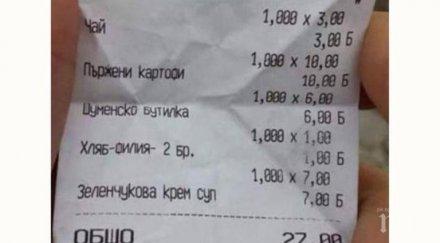 1,000 x 3,00
Чай
3,00 Б
1,000 x 10,00
Пържени картофи
10,00 Б
1,000 x 6,00
Шуменско бутилка
6,00 Б
1,000 x 1,00
Хляб-филия- 2 бр.
1,00 Б
1,000 x 7,00
Зеленчукова крем суп
7,00 Б
ОБЩО 27,00